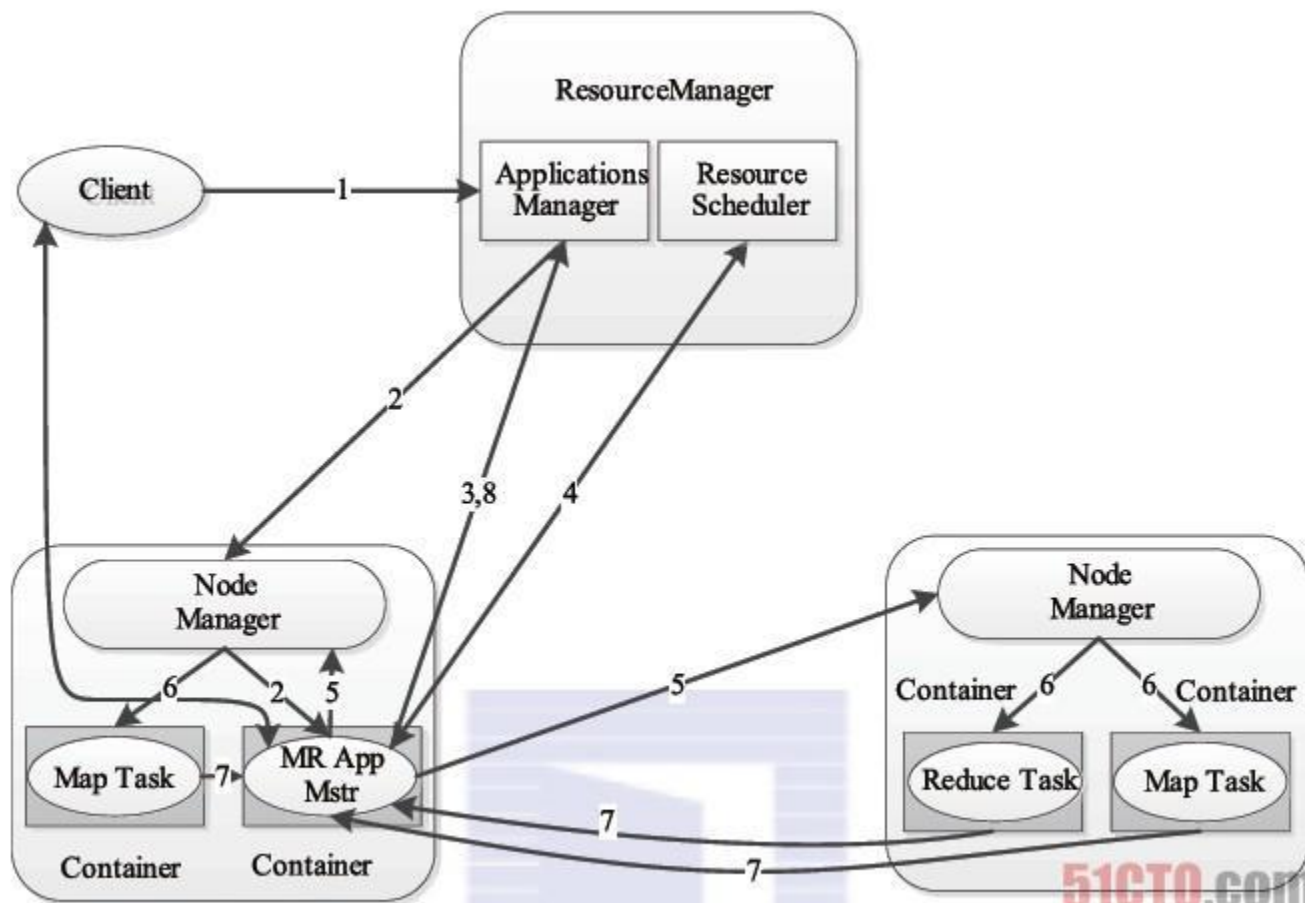 ResourceManager
Client
1
Applications
Manager
Resource
Scheduler
2
3,8
4
Node
Manager
Node
Manager
6
2
5
5
Container
6
6
Container
Map Task
7
MR App
Mstr
Reduce Task
Map Task
7
7
Container
Container
51CTO.com